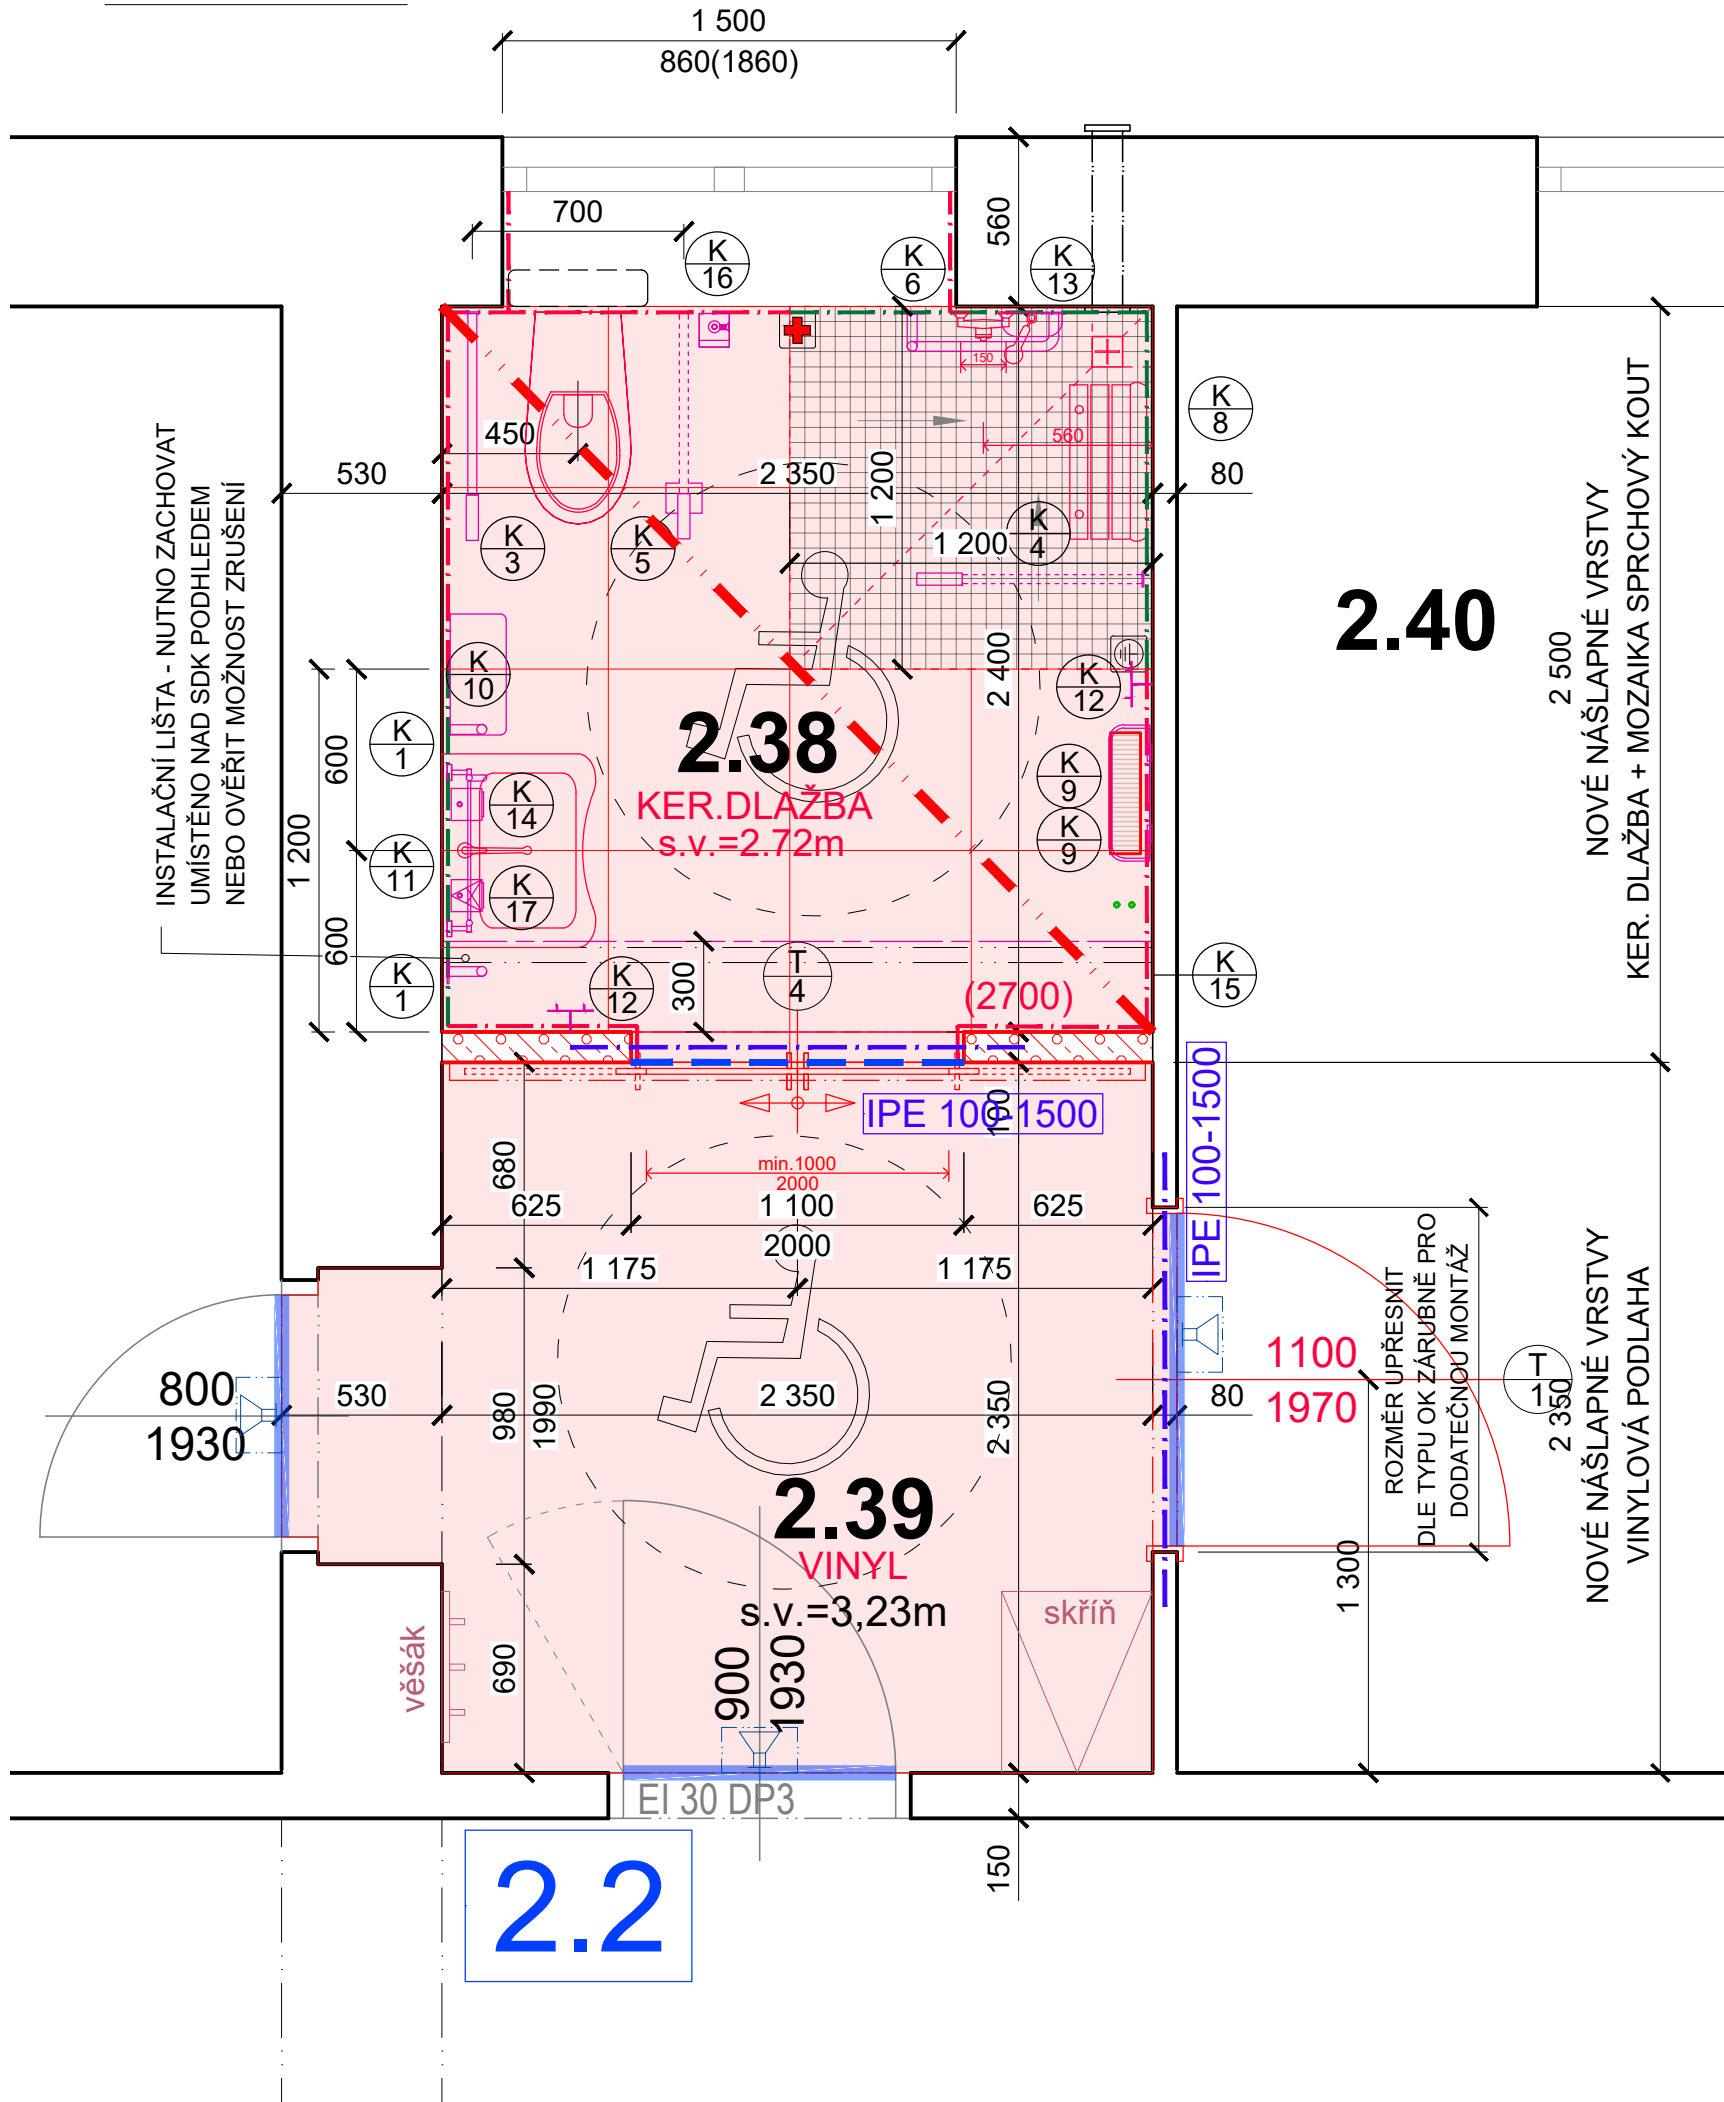 1 500
860(1860)
700
560
K
16
K
6
K
13
150
K
8
450
560
530
2 350
1 200
80
K
3
K
5
1 200
K
4
INSTALAČNÍ LIŠTA - NUTNO ZACHOVAT
UMÍSTĚNO NAD SDK PODHLEDEM
NEBO OVĚŘIT MOŽNOST ZRUŠENÍ
2.40
2 500
NOVÉ NÁŠLAPNÉ VRSTVY
KER. DLAŽBA + MOZAIKA SPRCHOVÝ KOUT
K
10
2 400
K
12
K
1
600
2.38
KER.DLAŽBA
s.v.=2.72m
K
14
K
9
K
9
1 200
K
11
K
17
600
K
1
K
12
300
T
4
(2700)
K
15
IPE 100-1500
100
IPE 100-1500
680
min.1000
2000
625
1 100
625
2000
1 175
1 175
800
1930
530
980
1990
2 350
2 350
80
1100
1970
ROZMĚR UPŘESNIT
DLE TYPU OK ZÁRUBNĚ PRO
DODATEČNOU MONTÁŽ
T
1
2 350
NOVÉ NÁŠLAPNÉ VRSTVY
VINYLOVÁ PODLAHA
1 300
2.39
VINYL
s.v.=3,23m
věšák
690
900
1930
skříň
EI 30 DP3
150
2.2